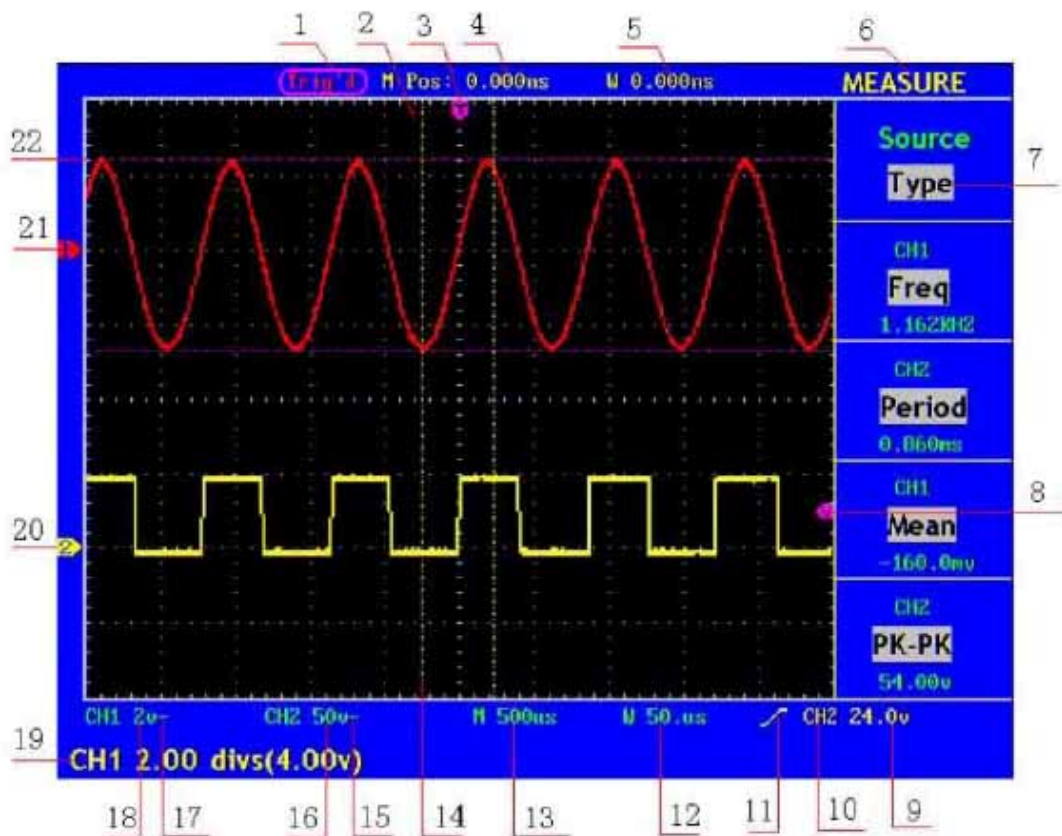 1 2 3 4 5 6
Trig'd M Pos: 0.000ns W 0.000ns MEASURE
Source
Type
7
22
21
1
CH1
Freq
1.162KHZ
CH2
Period
0.860ms
CH1
Mean
-160.0mv
8
20
2
CH2
PK-PK
54.00v
CH1 2v- CH2 50v- M 500us W 50.us CH2 24.0v
19
CH1 2.00 divs(4.00v)
18 17 16 15 14 13 12 11 10 9